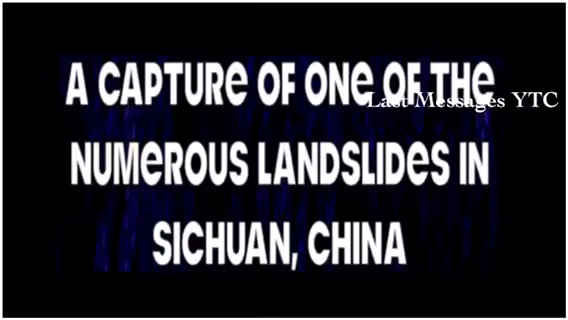 A CAPTURE OF ONE OF THE
Last Messages YTC
NUMEROUS LANDSLIDES IN
SICHUAN, CHINA